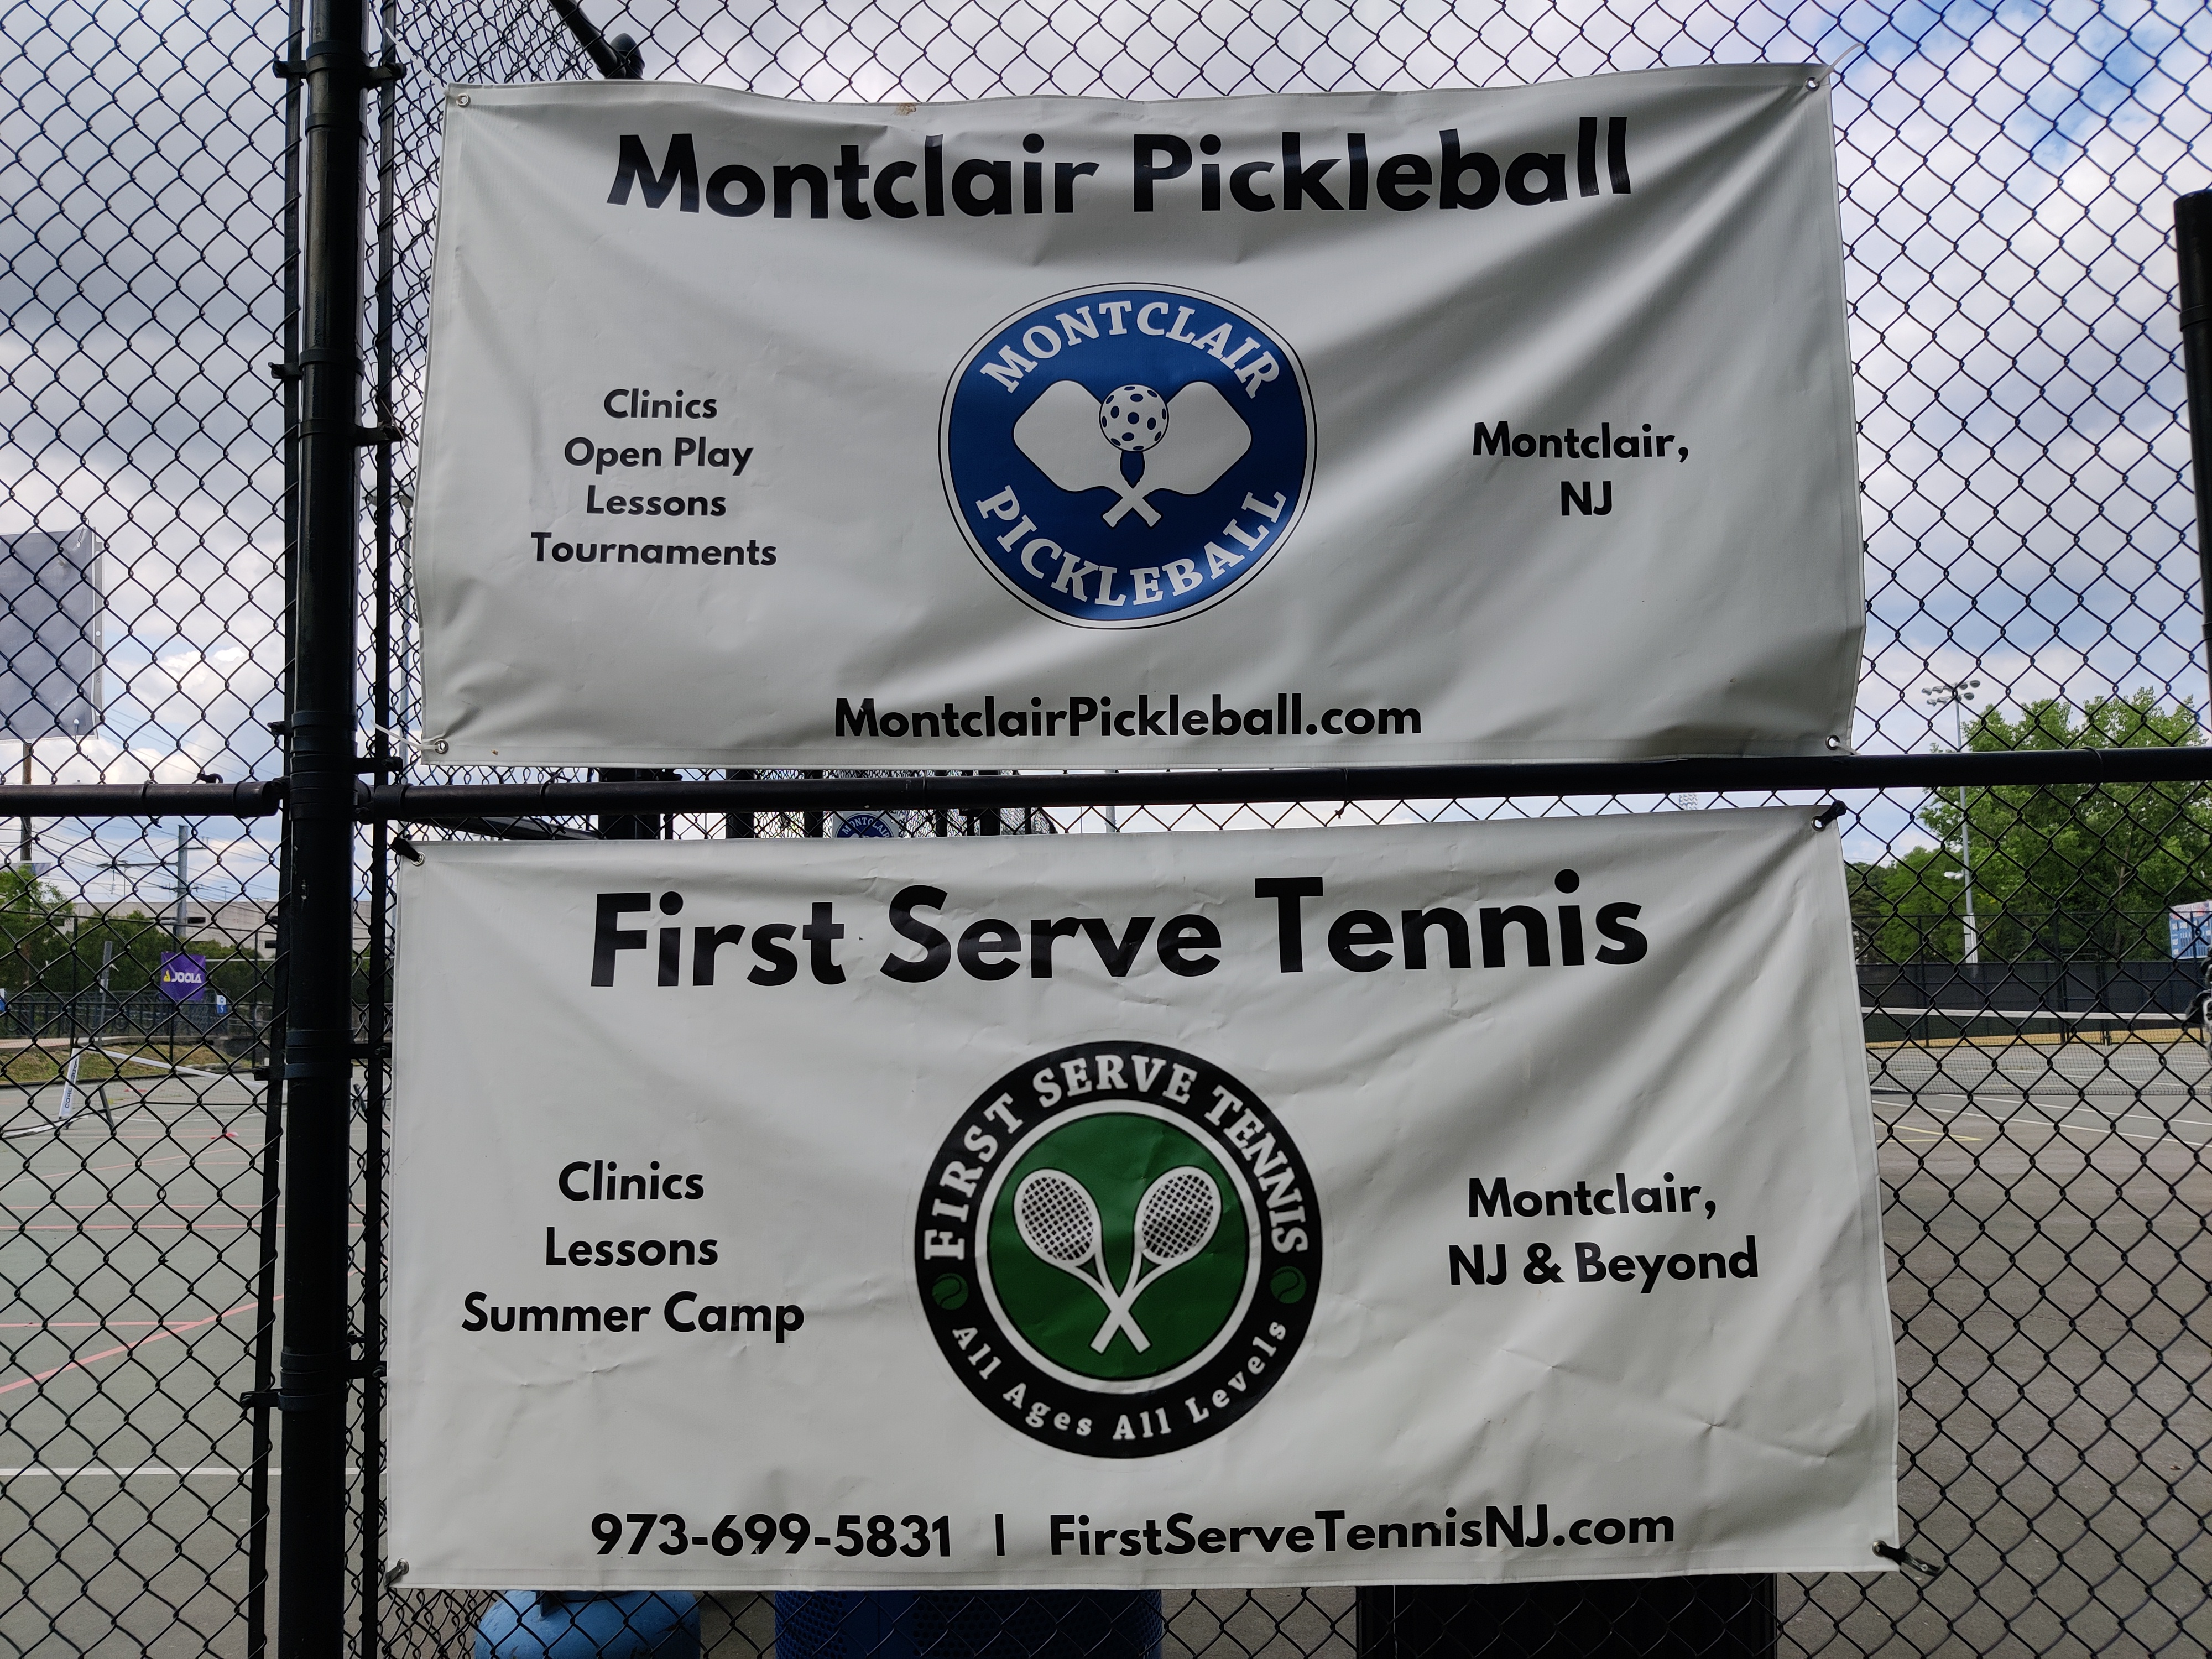 Montclair Pickleball
MONTCLAIR
PICKLEBALL
Clinics
Open Play
Lessons
Tournaments
Montclair,
NJ
MontclairPickleball.com
MONTCLAIR
First Serve Tennis
JOOLA
FIRST SERVE TENNIS
All Ages All Levels
Clinics
Lessons
Summer Camp
Montclair,
NJ & Beyond
973-699-5831 | FirstServeTennisNJ.com